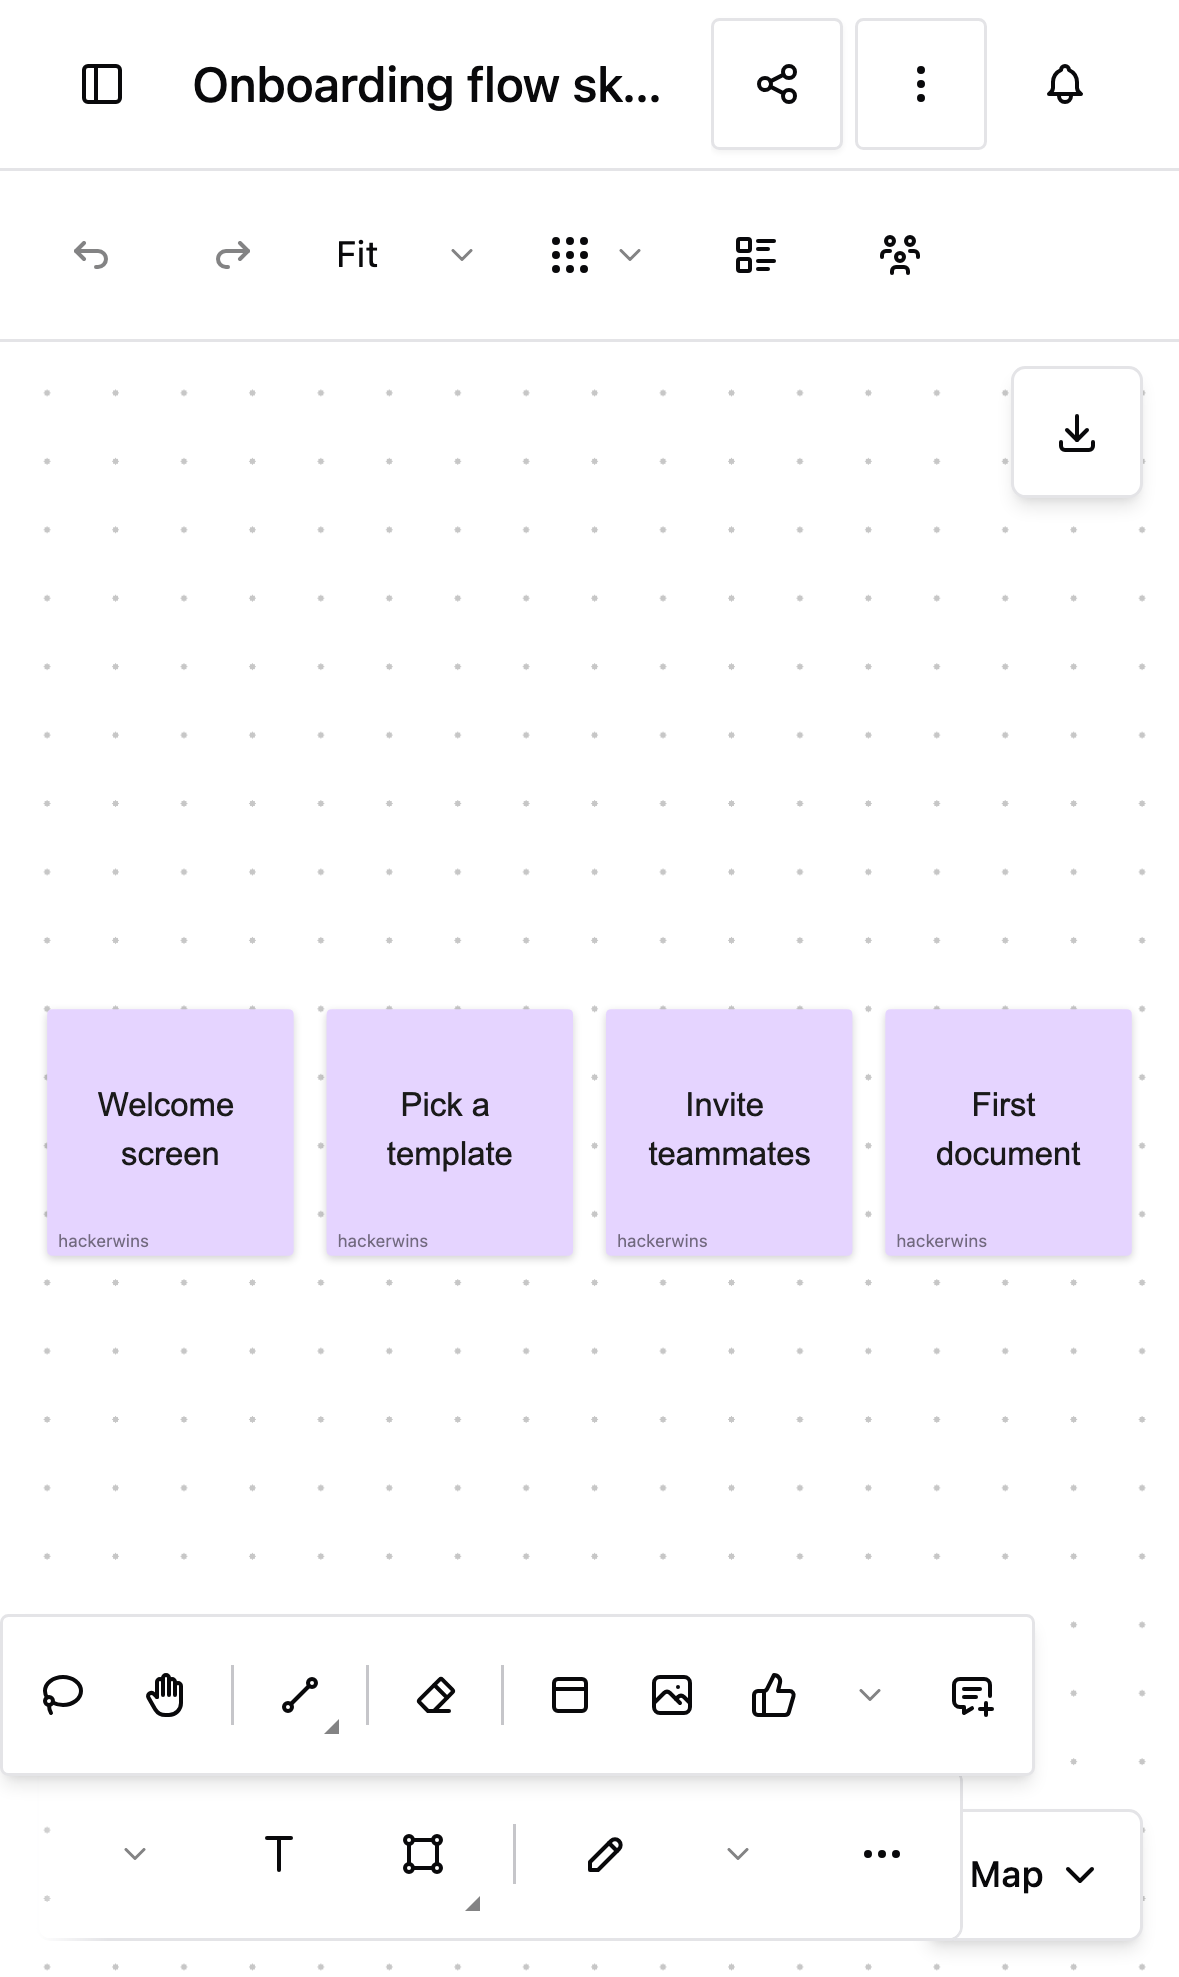 Onboarding flow sk...
Fit
Welcome
screen
hackerwins
Pick a
template
hackerwins
Invite
teammates
hackerwins
First
document
hackerwins
T
Map